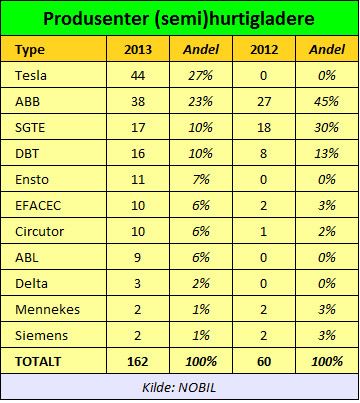 Produsenter (semi)hurtigladere
Type 2013 Andel 2012 Andel
Tesla 44 27% 0 0%
ABB 38 23% 27 45%
SGTE 17 10% 18 30%
DBT 16 10% 8 13%
Ensto 11 7% 0 0%
EFACEC 10 6% 2 3%
Circutor 10 6% 1 2%
ABL 9 6% 0 0%
Delta 3 2% 0 0%
Mennekes 2 1% 2 3%
Siemens 2 1% 2 3%
TOTALT 162 100% 60 100%
Kilde: NOBIL